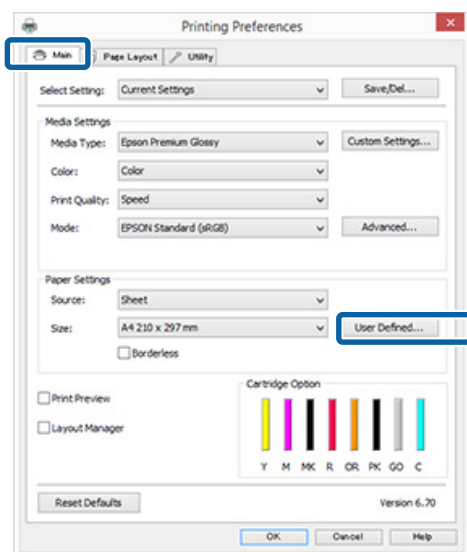 Printing Preferences
Main Page Layout Utility
Select Setting: Current Settings Save/Del...
Media Settings
Media Type: Epson Premium Glossy Custom Settings...
Color: Color
Print Quality: Speed
Mode: EPSON Standard (sRGB) Advanced...
Paper Settings
Source: Sheet
Size: A4 210 x 297 mm User Defined...
Borderless
Print Preview
Layout Manager
Cartridge Option
Y M MK R OR PK GO C
Reset Defaults Version 6.70
OK Cancel Help